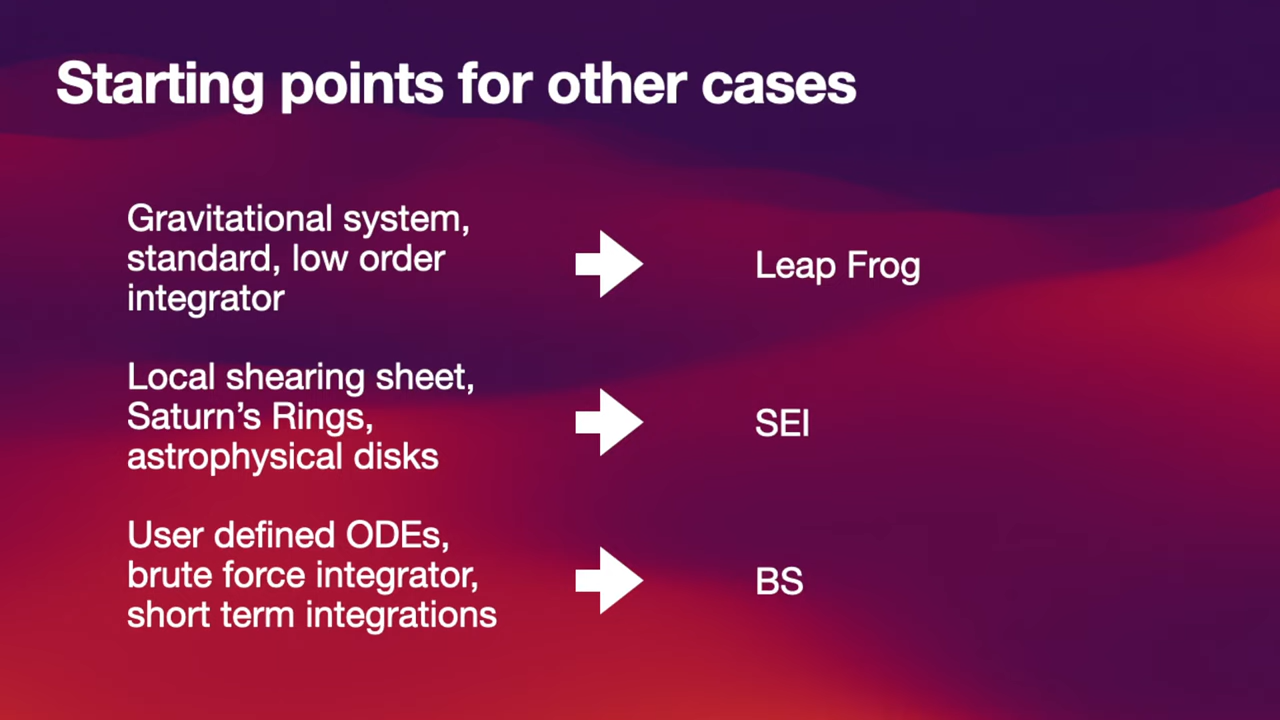 Starting points for other cases
Gravitational system,
standard, low order
integrator
Leap Frog
Local shearing sheet,
Saturn’s Rings,
astrophysical disks
SEI
User defined ODEs,
brute force integrator,
short term integrations
BS